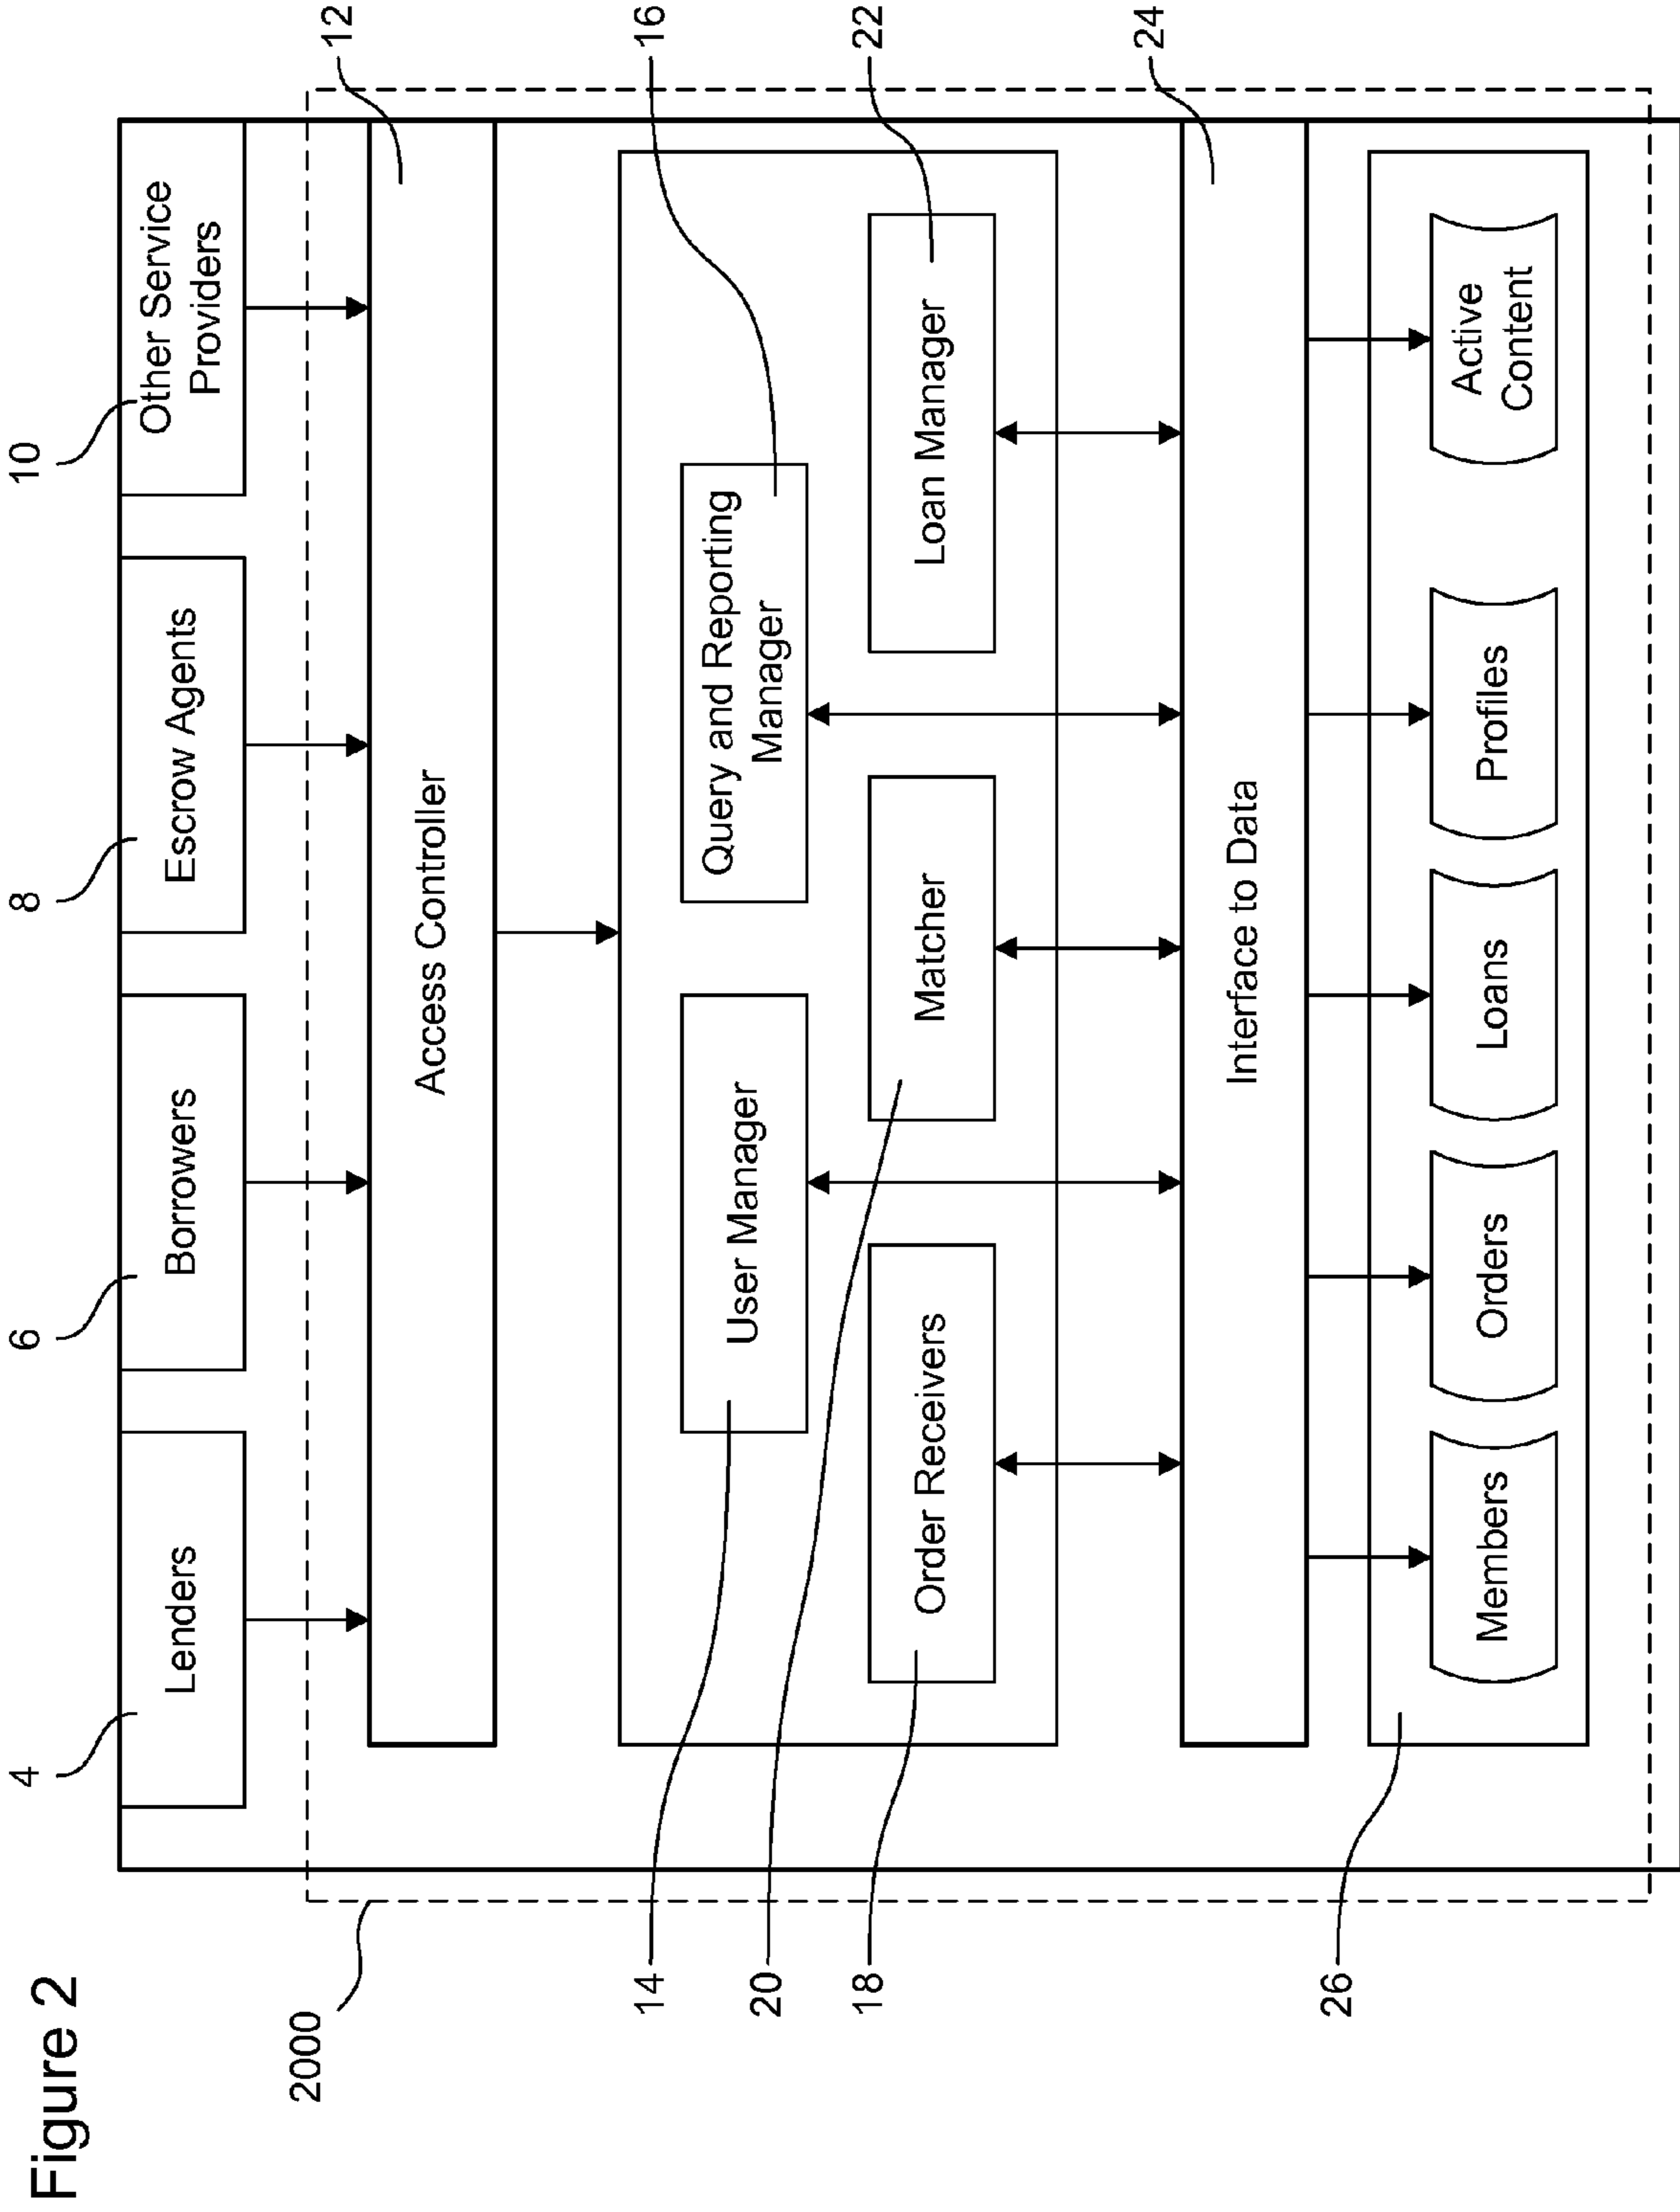 Figure 2
4
6
8
10
Lenders
Borrowers
Escrow Agents
Other Service
Providers
2000
12
Access Controller
16
User Manager
Query and Reporting
Manager
14
20
18
22
Order Receivers
Matcher
Loan Manager
24
Interface to Data
26
Members
Orders
Loans
Profiles
Active
Content